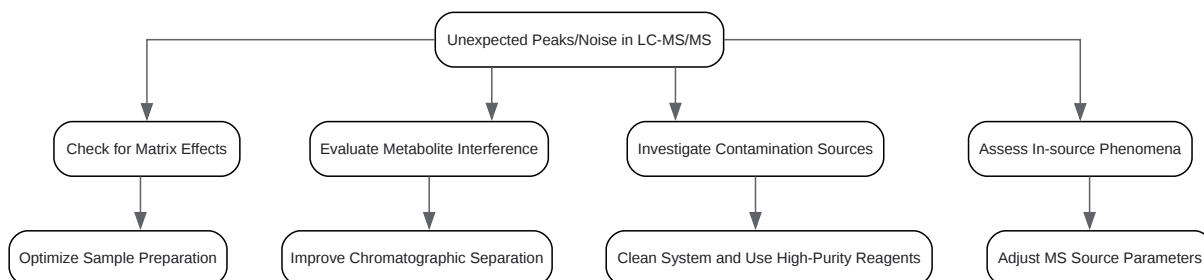 Unexpected Peaks/Noise in LC-MS/MS
Check for Matrix Effects
Evaluate Metabolite Interference
Investigate Contamination Sources
Assess In-source Phenomena
Optimize Sample Preparation
Improve Chromatographic Separation
Clean System and Use High-Purity Reagents
Adjust MS Source Parameters